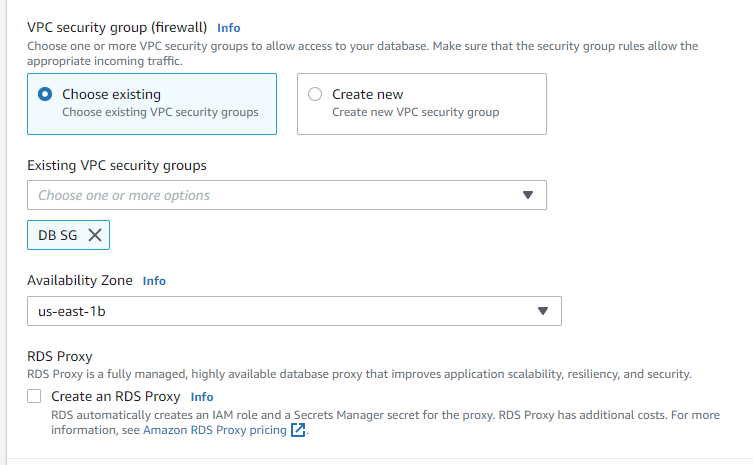 VPC security group (firewall) Info
Choose one or more VPC security groups to allow access to your database. Make sure that the security group rules allow the
appropriate incoming traffic.
Choose existing
Choose existing VPC security groups
Create new
Create new VPC security group
Existing VPC security groups
Choose one or more options
DB SG
Availability Zone Info
us-east-1b
RDS Proxy
RDS Proxy is a fully managed, highly available database proxy that improves application scalability, resiliency, and security.
Create an RDS Proxy Info
RDS automatically creates an IAM role and a Secrets Manager secret for the proxy. RDS Proxy has additional costs. For more
information, see Amazon RDS Proxy pricing.